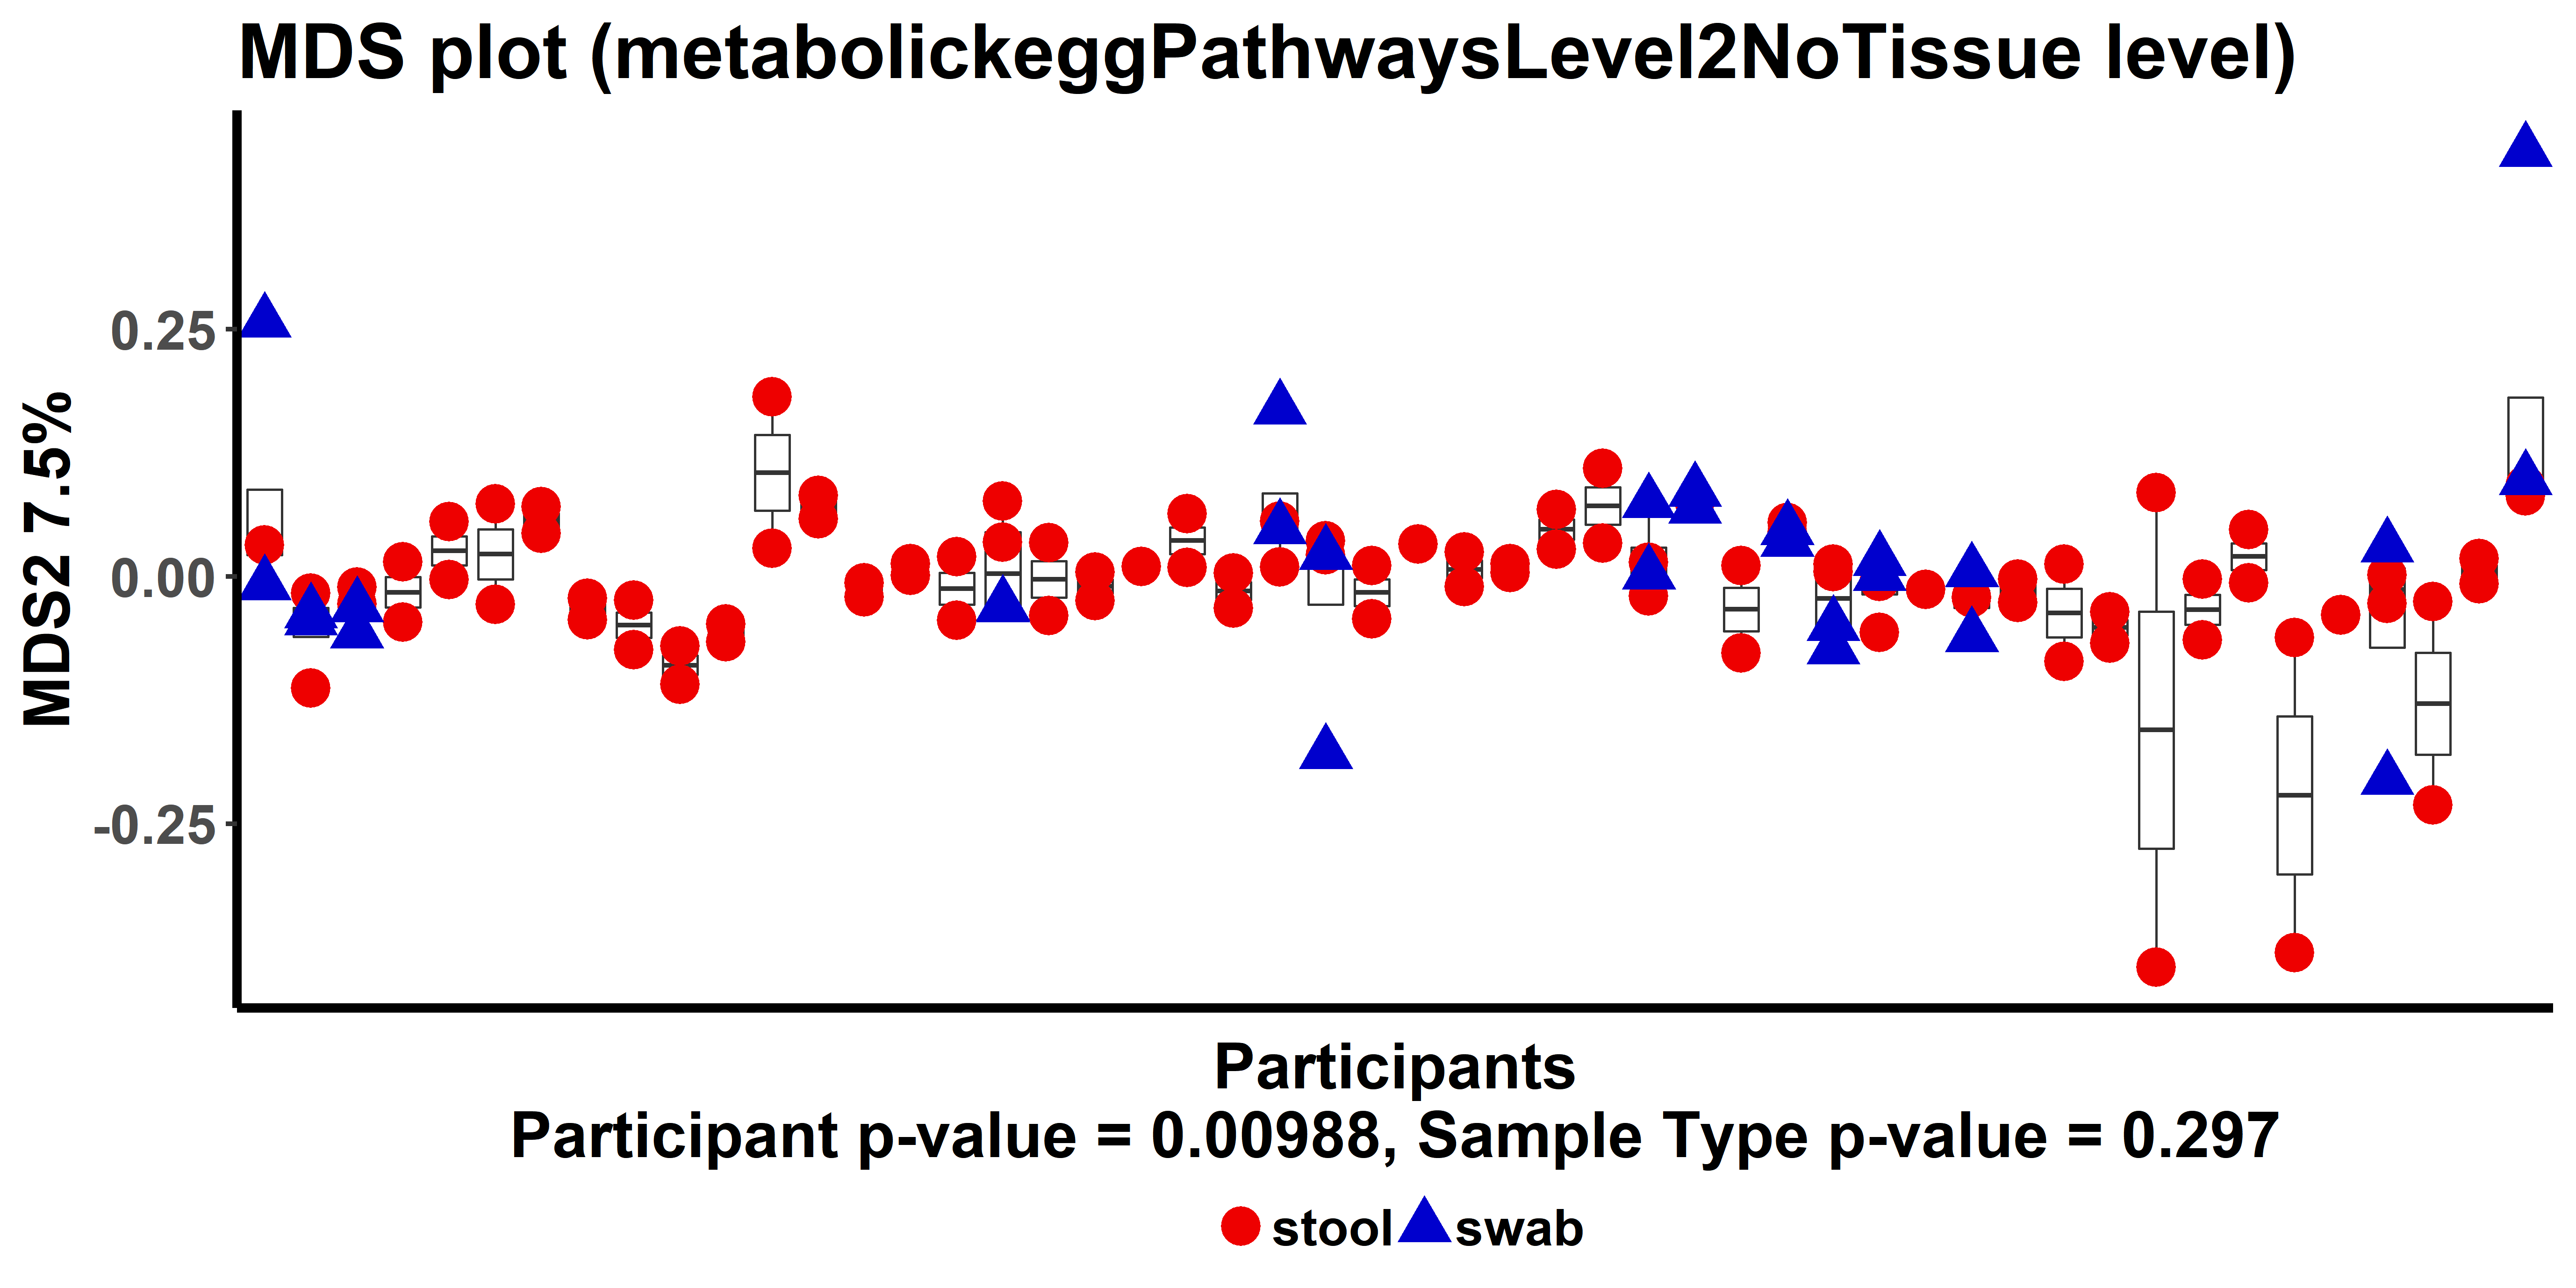 MDS plot (metabolickeggPathwaysLevel2NoTissue level)
MDS2 7.5%
0.25
0.00
-0.25
Participants
Participant p-value = 0.00988, Sample Type p-value = 0.297
stool swab